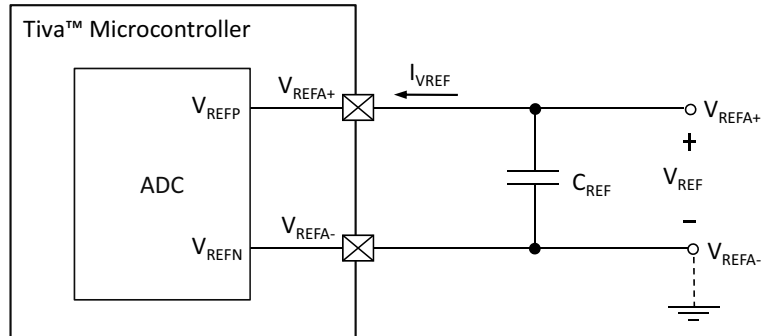 Tiva™ Microcontroller
VREFA+
IVREF
VREFP
VREFA+
+
ADC
CREF
VREF
-
VREFA-
VREFN
VREFA-